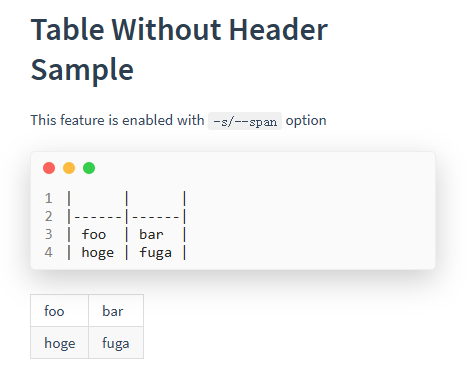 Table Without Header
Sample
This feature is enabled with -s/--span option
1 |      |      |
2 |------|------|
3 | foo  | bar  |
4 | hoge | fuga |
foo bar
hoge fuga